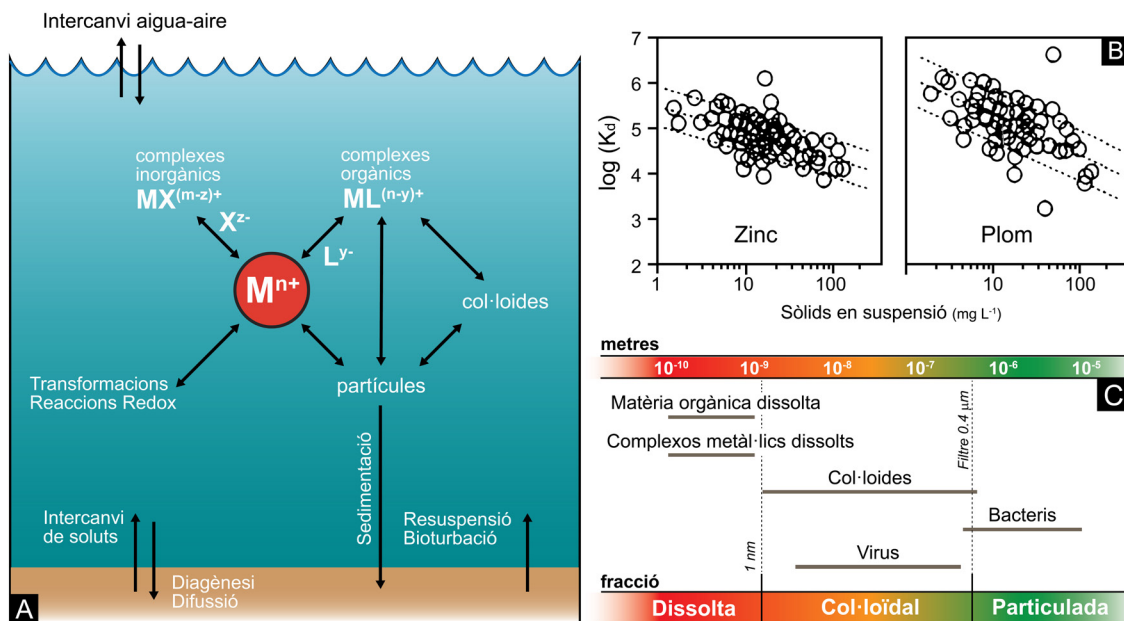 Intercanvi aigua-aire
complexes
inorgànics
MX(m-z)+
Xz-
complexes
orgànics
ML(n-y)+
Ly-
Mn+
col·loides
partícules
Transformacions
Reaccions Redox
Sedimentació
Intercanvi
de soluts
Diagènesi
Difussió
Resuspensió
Bioturbació
A
B
log (Kd)
7
6
5
4
3
2
Zinc
Plom
1
10
100
10
100
Sòlids en suspensió (mg L-1)
metres
10-10
10-9
10-8
10-7
10-6
10-5
C
Matèria orgànica dissolta
Complexos metàl·lics dissolts
Filtre 0.4 µm
Col·loides
Bacteris
1 nm
Virus
fracció
Dissolta
Col·loïdal
Particulada